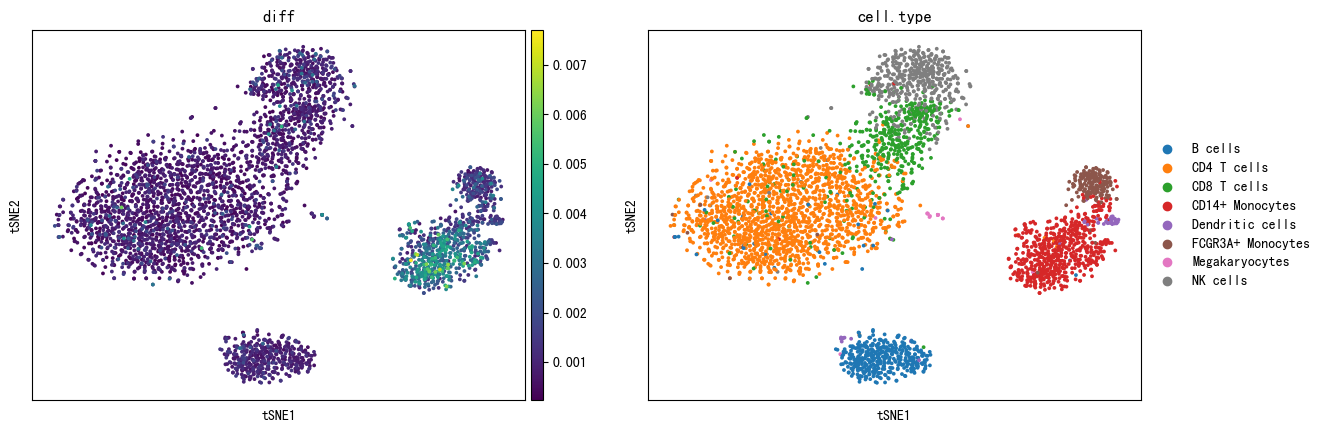 diff
cell.type
0.007
0.006
0.005
0.004
0.003
0.002
0.001
tSNE2
tSNE1
tSNE2
tSNE1
B cells
CD4 T cells
CD8 T cells
CD14+ Monocytes
Dendritic cells
FCGR3A+ Monocytes
Megakaryocytes
NK cells